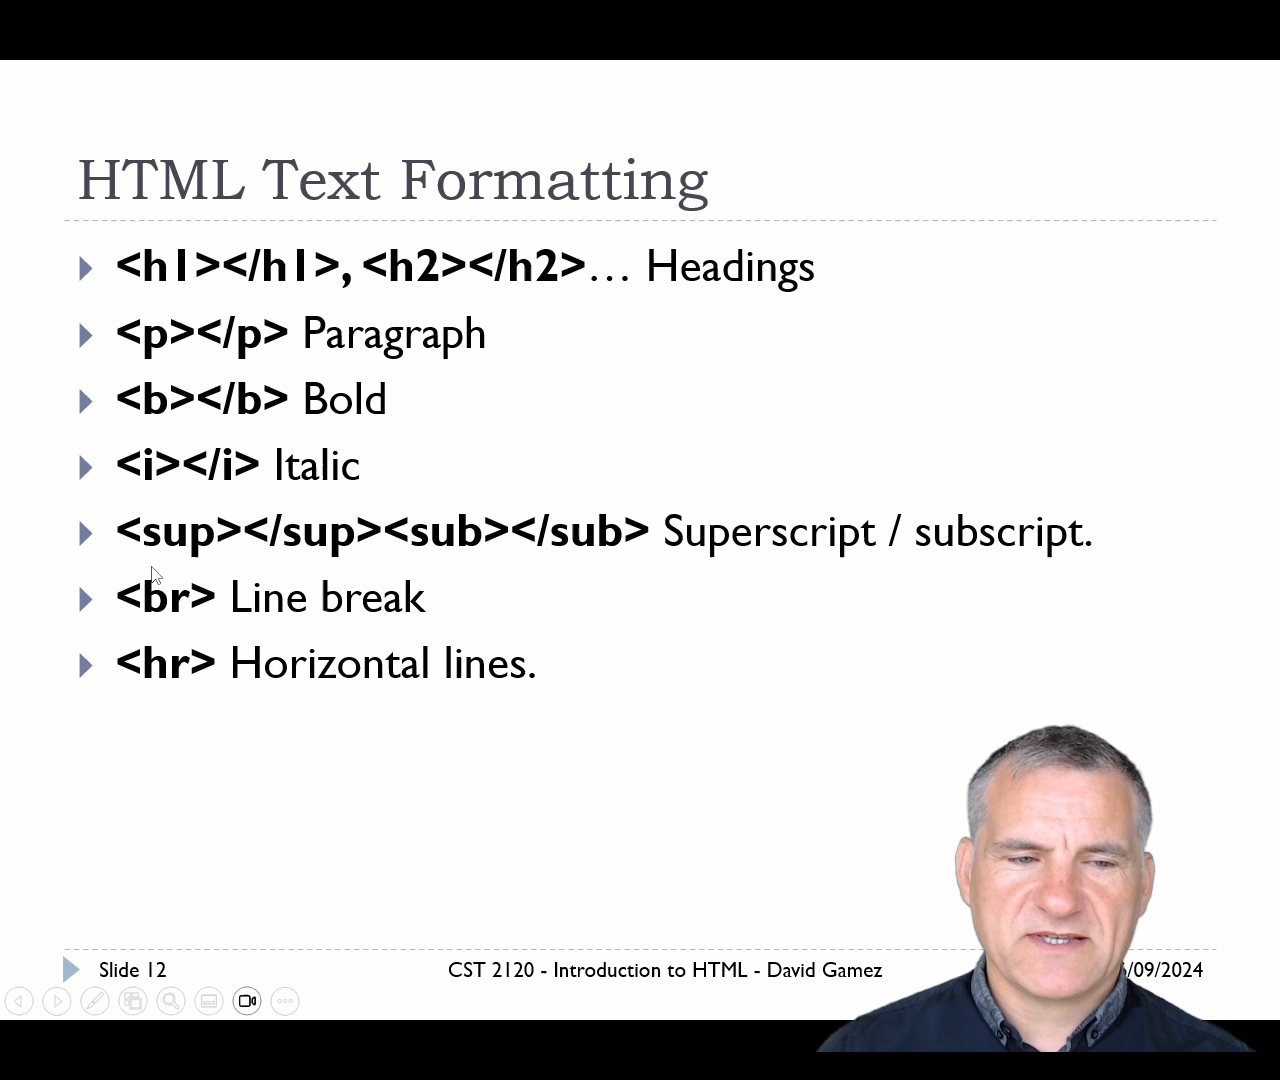 HTML Text Formatting
<h1></h1>, <h2></h2>… Headings
<p></p> Paragraph
<b></b> Bold
<i></i> Italic
<sup></sup><sub></sub> Superscript / subscript.
<br> Line break
<hr> Horizontal lines.
Slide 12
CST 2120 - Introduction to HTML - David Gamez
/09/2024